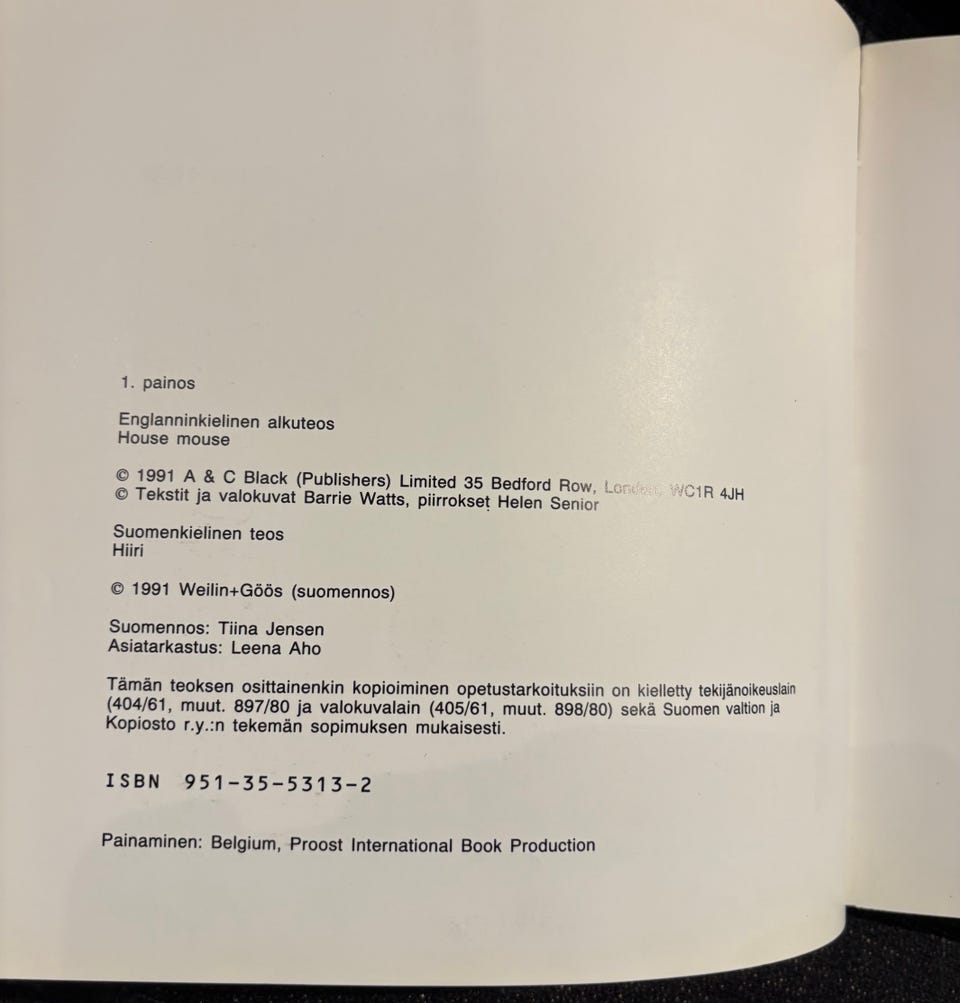 1. painos
Englanninkielinen alkuteos
House mouse
© 1991 A & C Black (Publishers) Limited 35 Bedford Row, London, WC1R 4JH
© Tekstit ja valokuvat Barrie Watts, piirrokset Helen Senior
Suomenkielinen teos
Hiiri
© 1991 Weilin+Göös (suomennos)
Suomennos: Tiina Jensen
Asiatarkastus: Leena Aho
Tämän teoksen osittainenkin kopioiminen opetustarkoituksiin on kielletty tekijänoikeuslain
(404/61, muut. 897/80 ja valokuvalain (405/61, muut. 898/80) sekä Suomen valtion ja
Kopiosto r.y.:n tekemän sopimuksen mukaisesti.
ISBN 951-35-5313-2
Painaminen: Belgium, Proost International Book Production